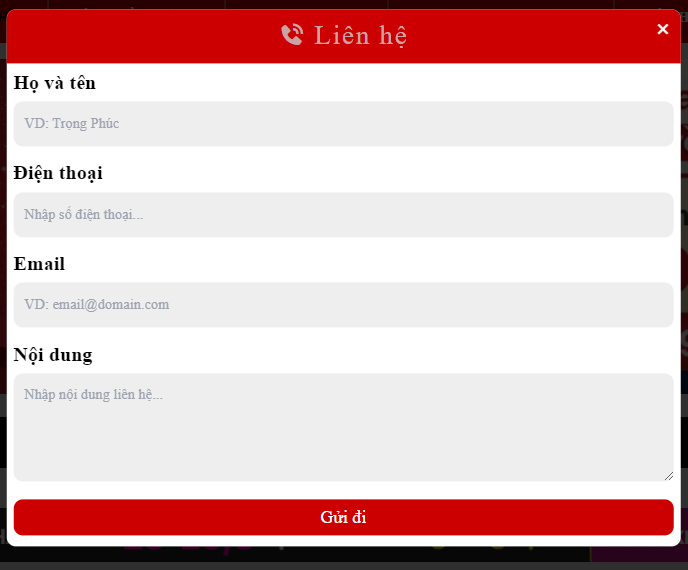 Liên hệ
Họ và tên
VD: Trọng Phúc
Điện thoại
Nhập số điện thoại...
Email
VD: email@domain.com
Nội dung
Nhập nội dung liên hệ...
Gửi đi